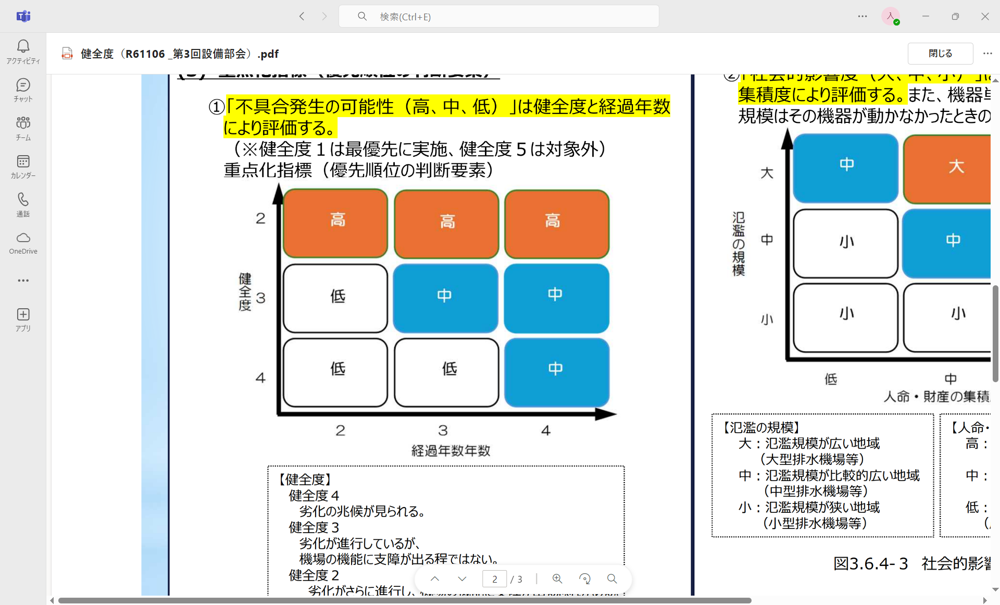 検索(Ctrl+E)
入
アクティビティ
チャット
チーム
カレンダー
通話
OneDrive
アプリ
健全度（R61106 _第3回設備部会）.pdf
閉じる
①「不具合発生の可能性（高、中、低）」は健全度と経過年数
により評価する。
（※健全度１は最優先に実施、健全度５は対象外）
重点化指標（優先順位の判断要素）
2
高
高
高
健全度
3
低
中
中
4
低
低
中
2
3
4
経過年数年数
【健全度】
健全度４
劣化の兆候が見られる。
健全度３
劣化が進行しているが、
機場の機能に支障が出る程ではない。
健全度２
劣化がさらに進行し、
②「社会的影響度（大、中、小）」は
集積度により評価する。また、機器単
規模はその機器が動かなかったときの
大
中
大
氾濫の規模
中
小
中
小
小
小
低
中
人命・財産の集積
【氾濫の規模】
大：氾濫規模が広い地域
（大型排水機場等）
中：氾濫規模が比較的広い地域
（中型排水機場等）
小：氾濫規模が狭い地域
（小型排水機場等）
【人命・
高：
中：
低：
図3.6.4-３ 社会的影響
2 / 3